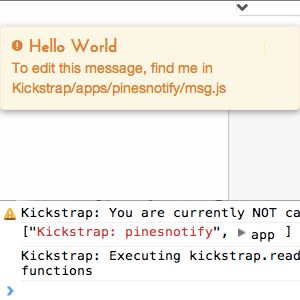 Hello World
To edit this message, find me in
Kickstrap/apps/pinesnotify/msg.js
Kickstrap: You are currently NOT ca
["Kickstrap: pinesnotify", ▶ app ]
Kickstrap: Executing kickstrap.read
functions